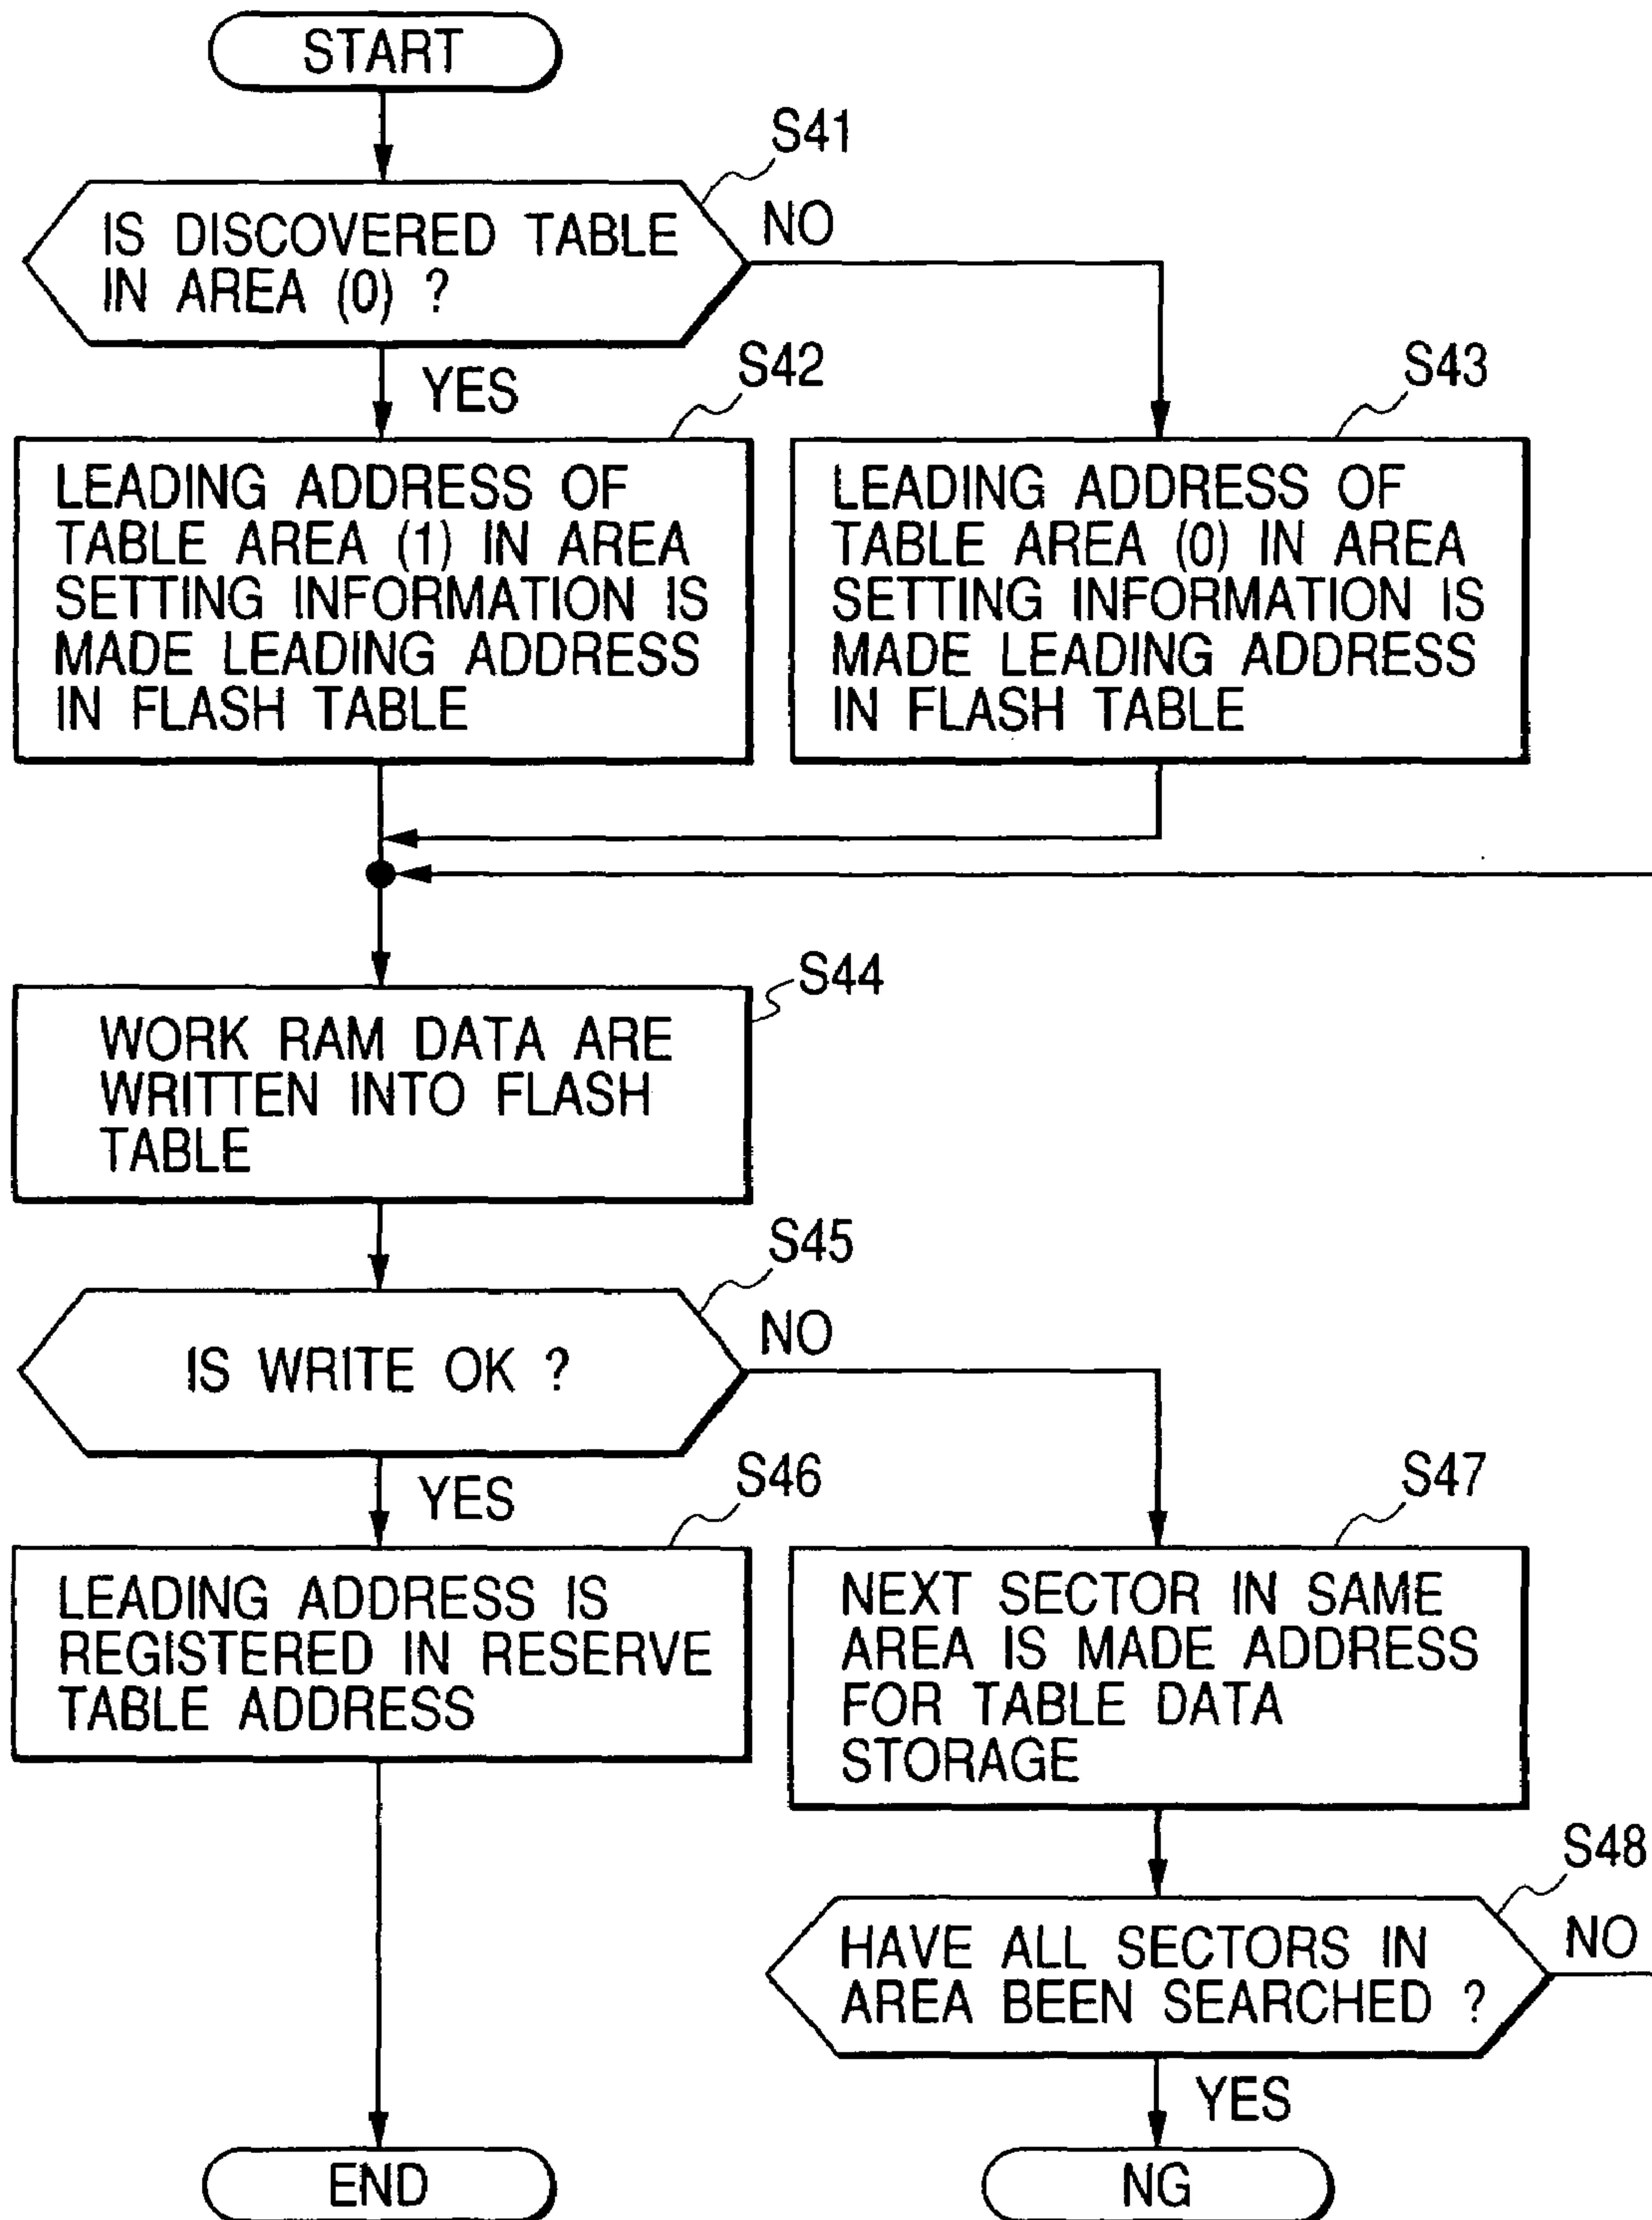 START
S41
IS DISCOVERED TABLE
IN AREA (0) ?
NO
YES
S42
LEADING ADDRESS OF
TABLE AREA (1) IN AREA
SETTING INFORMATION IS
MADE LEADING ADDRESS
IN FLASH TABLE
S43
LEADING ADDRESS OF
TABLE AREA (0) IN AREA
SETTING INFORMATION IS
MADE LEADING ADDRESS
IN FLASH TABLE
S44
WORK RAM DATA ARE
WRITTEN INTO FLASH
TABLE
S45
IS WRITE OK ?
NO
YES
S46
LEADING ADDRESS IS
REGISTERED IN RESERVE
TABLE ADDRESS
S47
NEXT SECTOR IN SAME
AREA IS MADE ADDRESS
FOR TABLE DATA
STORAGE
S48
HAVE ALL SECTORS IN
AREA BEEN SEARCHED ?
NO
YES
END
NG